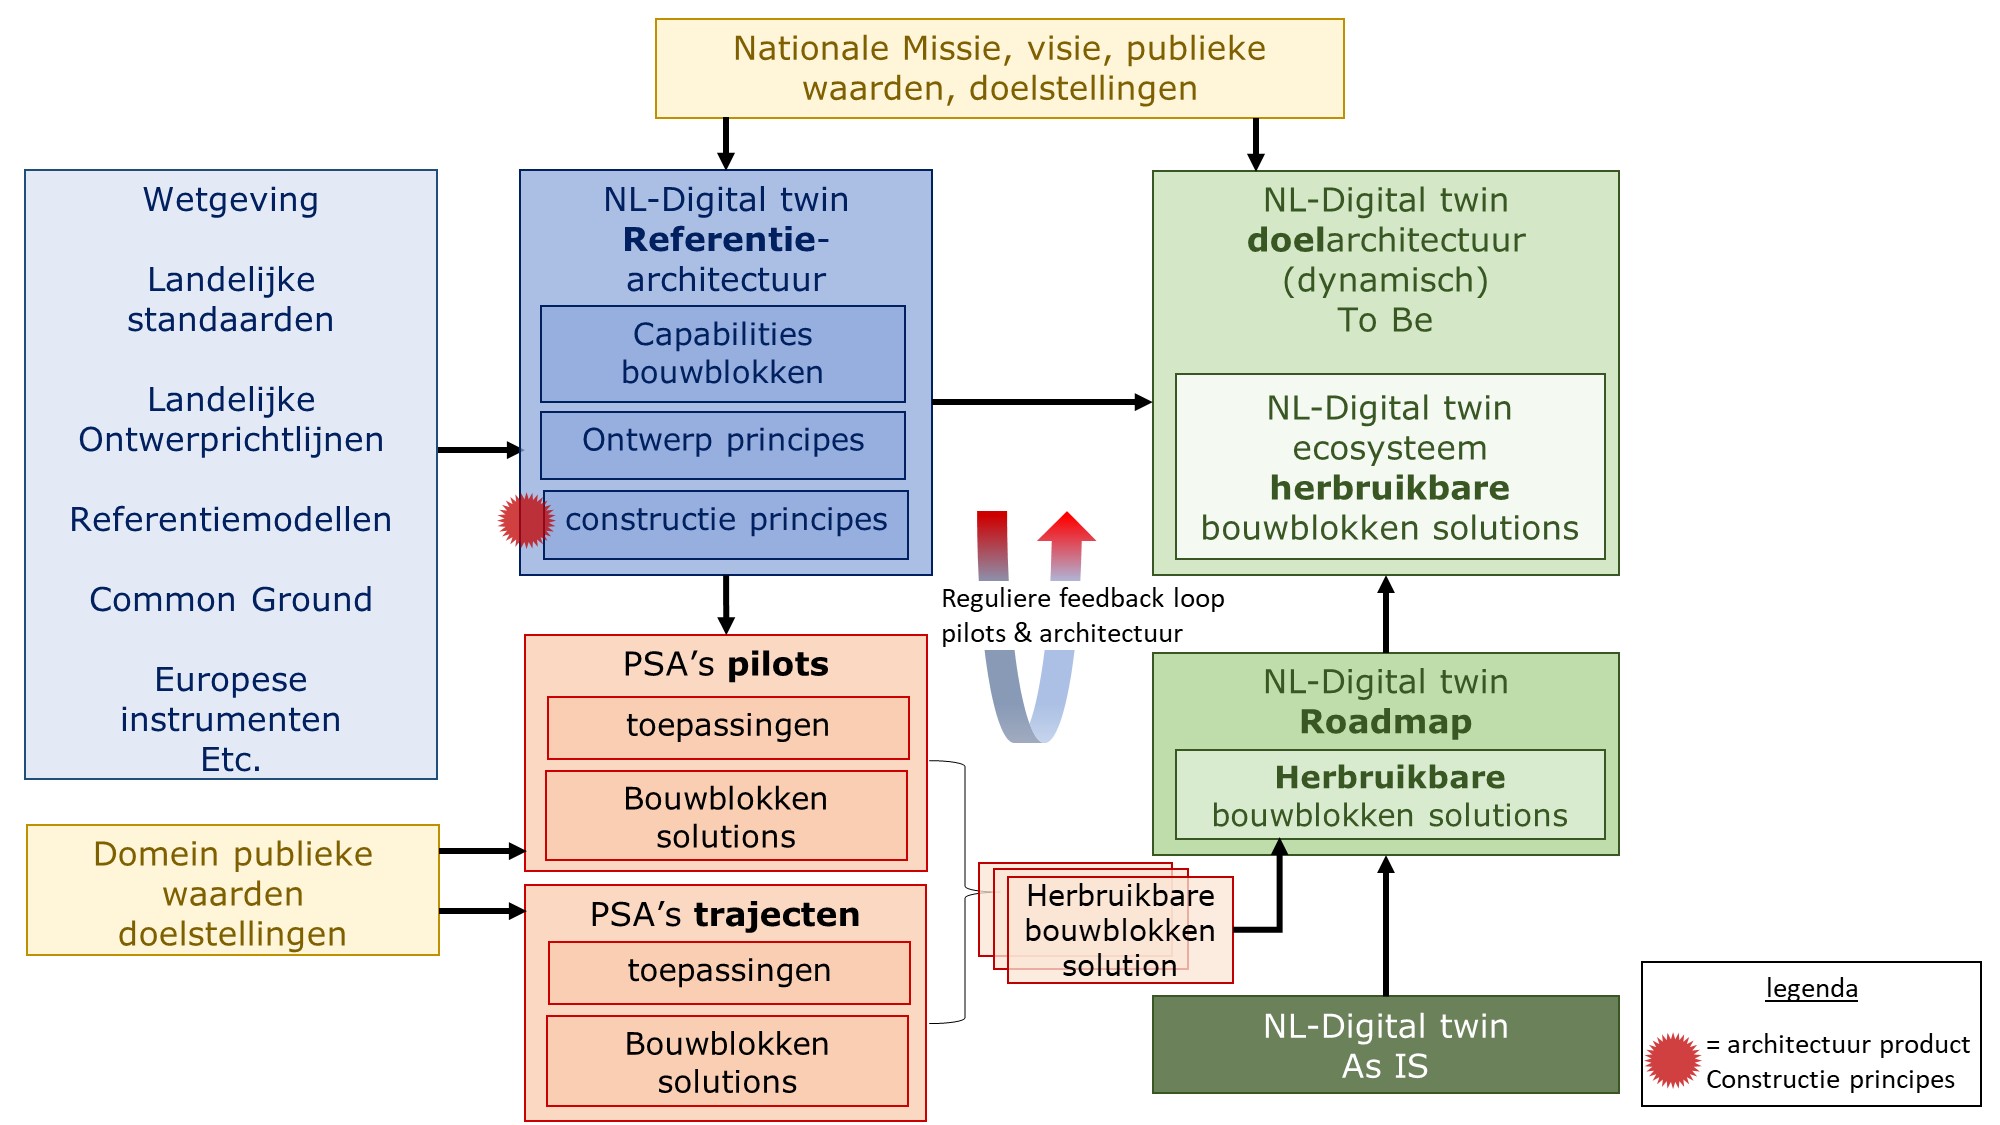 Nationale Missie, visie, publieke
waarden, doelstellingen
Wetgeving
Landelijke
standaarden
Landelijke
Ontwerprichtlijnen
Referentiemodellen
Common Ground
Europese
instrumenten
Etc.
NL-Digital twin
Referentie-
architectuur
Capabilities
bouwblokken
Ontwerp principes
constructie principes
NL-Digital twin
doelarchitectuur
(dynamisch)
To Be
NL-Digital twin
ecosysteem
herbruikbare
bouwblokken solutions
Reguliere feedback loop
pilots & architectuur
PSA’s pilots
toepassingen
Bouwblokken
solutions
NL-Digital twin
Roadmap
Herbruikbare
bouwblokken solutions
Domein publieke
waarden
doelstellingen
PSA’s trajecten
toepassingen
Bouwblokken
solutions
Herbruikbare
bouwblokken
solution
NL-Digital twin
As IS
legenda
= architectuur product
Constructie principes